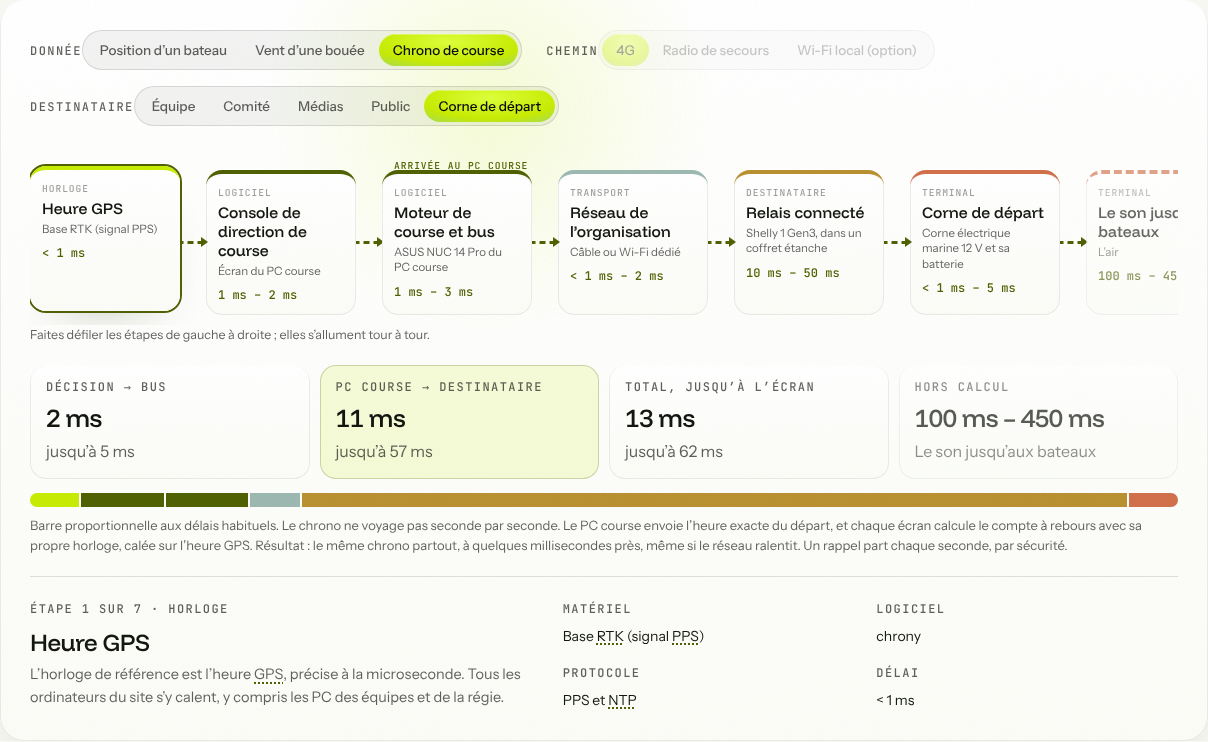 DONNÉE Position d’un bateau Vent d’une bouée Chrono de course CHEMIN 4G Radio de secours Wi-Fi local (option)
DESTINATAIRE Équipe Comité Médias Public Corne de départ
ARRIVÉE AU PC COURSE
HORLOGE
Heure GPS
Base RTK (signal PPS)
< 1 ms
LOGICIEL
Console de
direction de
course
Écran du PC course
1 ms – 2 ms
LOGICIEL
Moteur de
course et bus
ASUS NUC 14 Pro du
PC course
1 ms – 3 ms
TRANSPORT
Réseau de
l’organisation
Câble ou Wi-Fi dédié
< 1 ms – 2 ms
DESTINATAIRE
Relais connecté
Shelly 1 Gen3, dans un
coffret étanche
10 ms – 50 ms
TERMINAL
Corne de départ
Corne électrique
marine 12 V et sa
batterie
< 1 ms – 5 ms
TERMINAL
Le son jusq
bateaux
L’air
100 ms – 45
Faites défiler les étapes de gauche à droite ; elles s’allument tour à tour.
DÉCISION → BUS
2 ms
jusqu’à 5 ms
PC COURSE → DESTINATAIRE
11 ms
jusqu’à 57 ms
TOTAL, JUSQU’À L’ÉCRAN
13 ms
jusqu’à 62 ms
HORS CALCUL
100 ms – 450 ms
Le son jusqu’aux bateaux
Barre proportionnelle aux délais habituels. Le chrono ne voyage pas seconde par seconde. Le PC course envoie l’heure exacte du départ, et chaque écran calcule le compte à rebours avec sa
propre horloge, calée sur l’heure GPS. Résultat : le même chrono partout, à quelques millisecondes près, même si le réseau ralentit. Un rappel part chaque seconde, par sécurité.
ÉTAPE 1 SUR 7 · HORLOGE
Heure GPS
L’horloge de référence est l’heure GPS, précise à la microseconde. Tous les
ordinateurs du site s’y calent, y compris les PC des équipes et de la régie.
MATÉRIEL
Base RTK (signal PPS)
LOGICIEL
chrony
PROTOCOLE
PPS et NTP
DÉLAI
< 1 ms